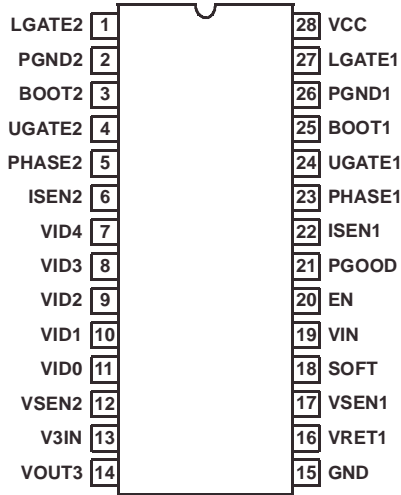 LGATE2 1 28 VCC
PGND2 2 27 LGATE1
BOOT2 3 26 PGND1
UGATE2 4 25 BOOT1
PHASE2 5 24 UGATE1
ISEN2 6 23 PHASE1
VID4 7 22 ISEN1
VID3 8 21 PGOOD
VID2 9 20 EN
VID1 10 19 VIN
VID0 11 18 SOFT
VSEN2 12 17 VSEN1
V3IN 13 16 VRET1
VOUT3 14 15 GND